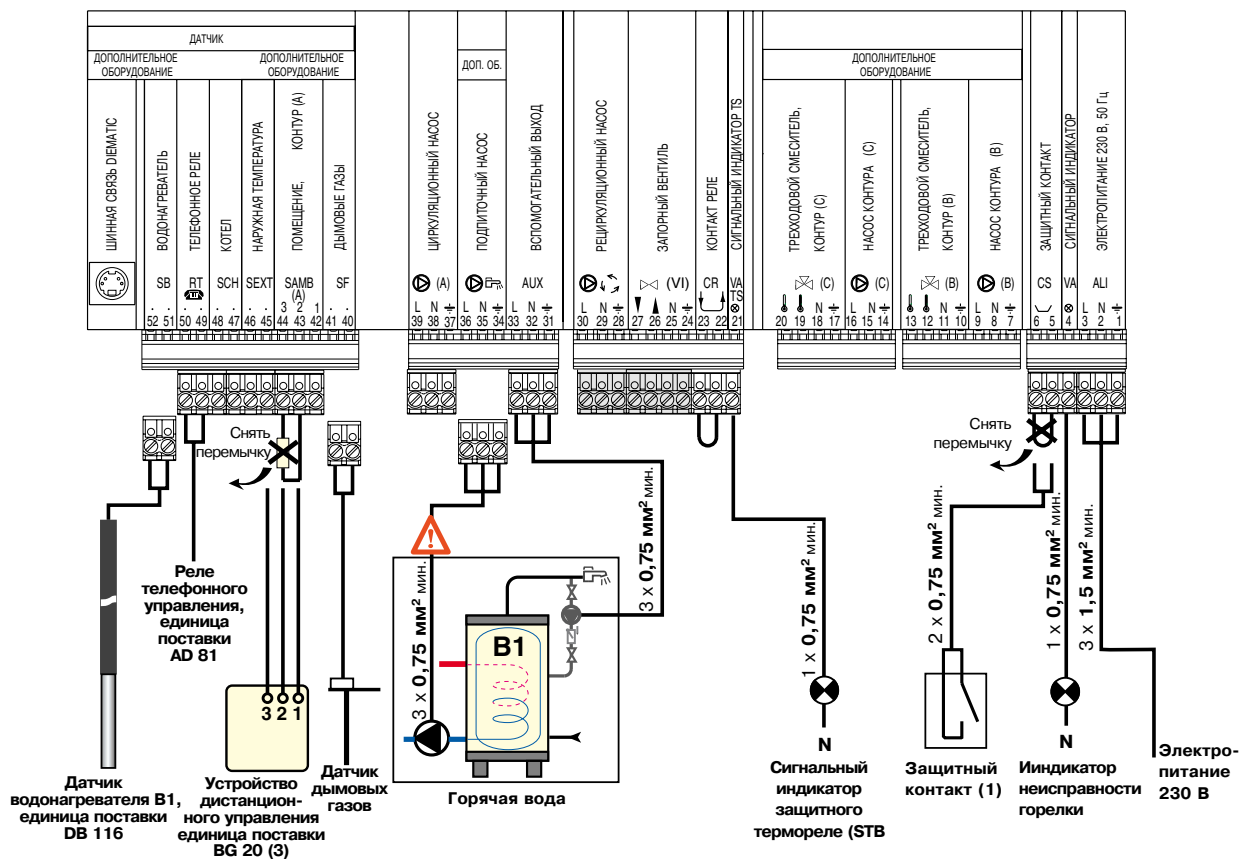 ДАТЧИК
ДОПОЛНИТЕЛЬНОЕ
ОБОРУДОВАНИЕ
ДОПОЛНИТЕЛЬНОЕ
ОБОРУДОВАНИЕ
ДОП. ОБ.
ДОПОЛНИТЕЛЬНОЕ
ОБОРУДОВАНИЕ
ШИННАЯ СВЯЗЬ DIEMATIC
ВОДОНАГРЕВАТЕЛЬ
ТЕЛЕФОННОЕ РЕЛЕ
КОТЕЛ
НАРУЖНАЯ ТЕМПЕРАТУРА
ПОМЕЩЕНИЕ, КОНТУР (А)
ДЫМОВЫЕ ГАЗЫ
ЦИРКУЛЯЦИОННЫЙ НАСОС
ПОДПИТОЧНЫЙ НАСОС
ВСПОМОГАТЕЛЬНЫЙ ВЫХОД
РЕЦИРКУЛЯЦИОННЫЙ НАСОС
ЗАПОРНЫЙ ВЕНТИЛЬ
КОНТАКТ РЕЛЕ
СИГНАЛЬНЫЙ ИНДИКАТОР TS
ТРЕХХОДОВОЙ СМЕСИТЕЛЬ,
КОНТУР (С)
НАСОС КОНТУРА (С)
ТРЕХХОДОВОЙ СМЕСИТЕЛЬ,
КОНТУР (В)
НАСОС КОНТУРА (В)
ЗАЩИТНЫЙ КОНТАКТ
СИГНАЛЬНЫЙ ИНДИКАТОР
ЭЛЕКТРОПИТАНИЕ 230 В, 50 Гц
SB RT SCH SEXT SAMB SF (A) AUX (VI) CR VA (C) (C) (B) (B) CS VA ALI
(A) TS
3 2 1 L N L N L N L N N N L N N L N L N
52 51 50 49 48 47 46 45 44 43 42 41 40 39 38 37 36 35 34 33 32 31 30 29 28 27 26 25 24 23 22 21 20 19 18 17 16 15 14 13 12 11 10 9 8 7 6 5 4 3 2 1
Снять
перемычку
Снять
перемычку
3 x 0,75 мм² мин.
3 x 0,75 мм² мин.
1 x 0,75 мм² мин.
2 x 0,75 мм² мин.
1 x 0,75 мм² мин.
3 x 1,5 мм² мин.
Реле
телефонного
управления,
единица
поставки
AD 81
3 2 1
B1
N
N
Датчик
водонагревателя В1,
единица поставки
DB 116
Устройство
дистанцион-
ного управления
единица поставки
BG 20 (3)
Датчик
дымовых
газов
Горячая вода
Сигнальный
индикатор
защитного
термореле (STB
Защитный
контакт (1)
Ииндикатор
неисправности
горелки
Электро-
питание
230 В